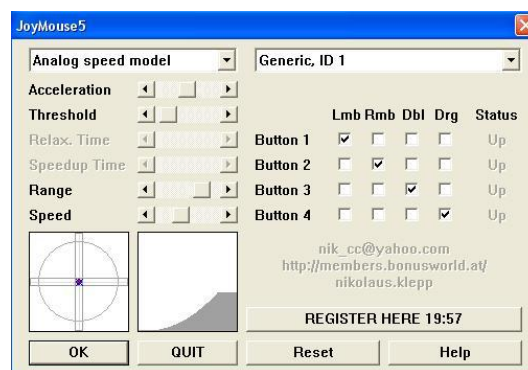 JoyMouse5
Analog speed model
Generic, ID 1
Acceleration
Threshold
Relax. Time
Speedup Time
Range
Speed
Lmb Rmb Dbl Drg Status
Button 1 Up
Button 2 Up
Button 3 Up
Button 4 Up
nik_cc@yahoo.com
http://members.bonusworld.at/
nikolaus.klepp
REGISTER HERE 19:57
OK QUIT Reset Help